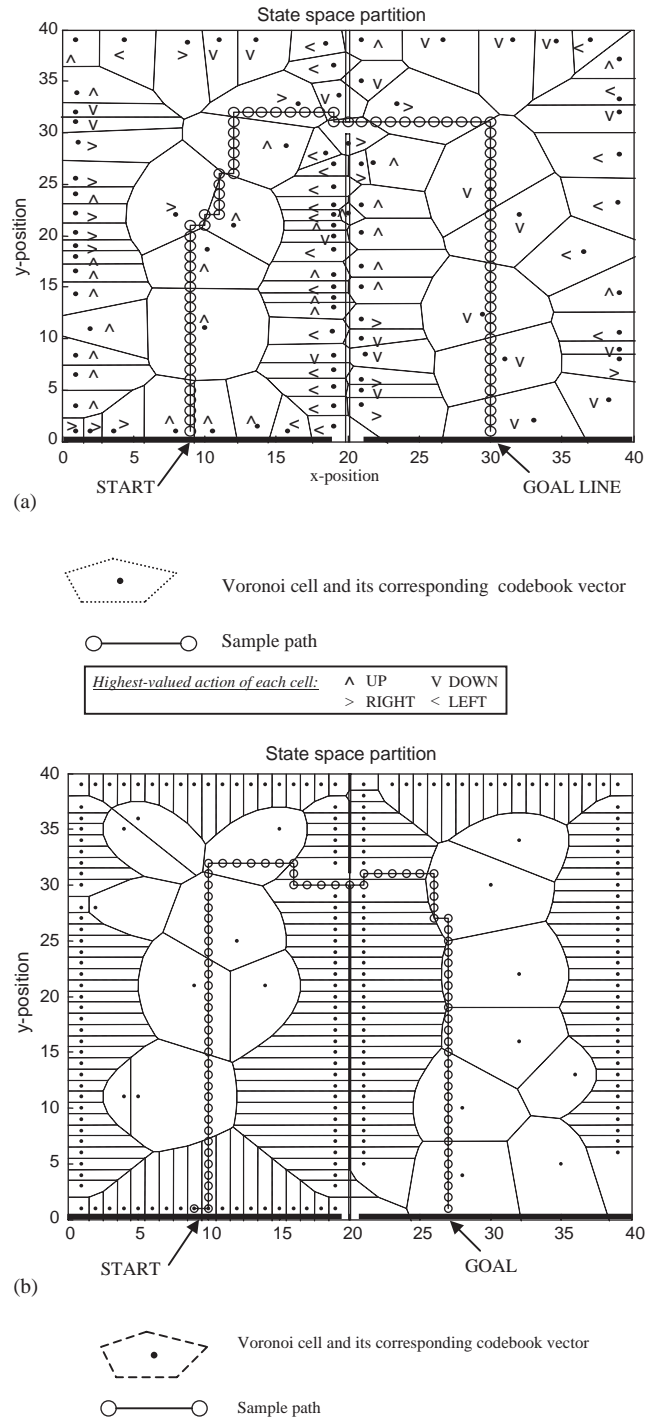 State space partition
40
35
30
25
20
15
10
5
0
y-position
0 5 10 15 20 25 30 35 40
x-position
START
GOAL LINE
(a)
Voronoi cell and its corresponding codebook vector
Sample path
Highest-valued action of each cell: ^ UP V DOWN
> RIGHT < LEFT
State space partition
40
35
30
25
20
15
10
5
0
y-position
0 5 10 15 20 25 30 35 40
START
GOAL
(b)
Voronoi cell and its corresponding codebook vector
Sample path